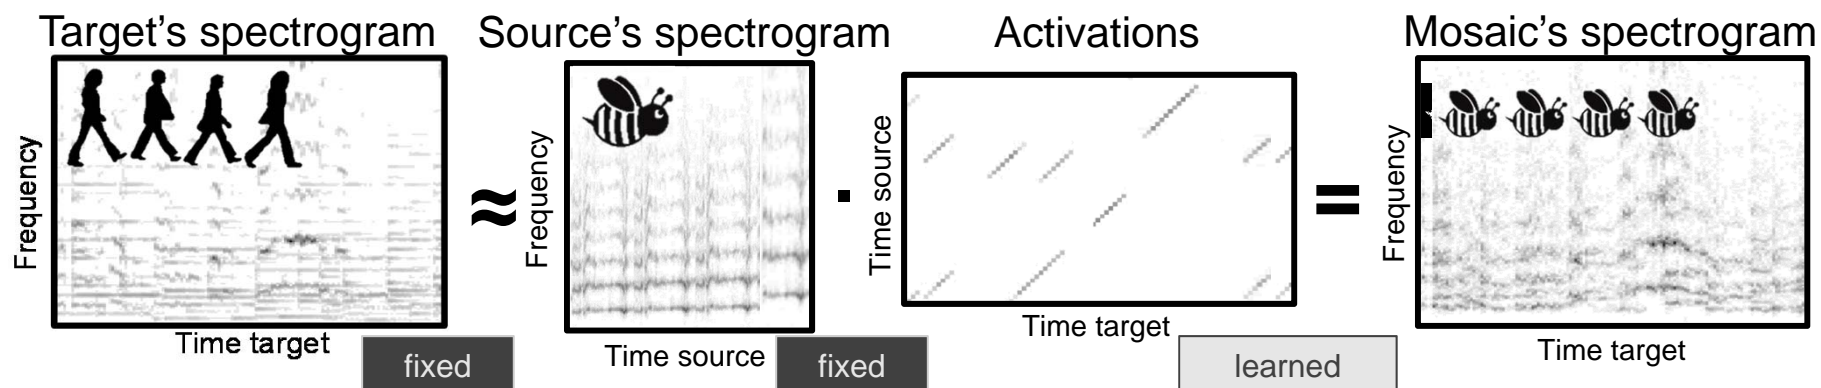 Target's spectrogram
Source's spectrogram
Activations
Mosaic's spectrogram
Frequency
≈
Frequency
·
Time source
=
Frequency
Time target
fixed
Time source
fixed
Time target
learned
Time target